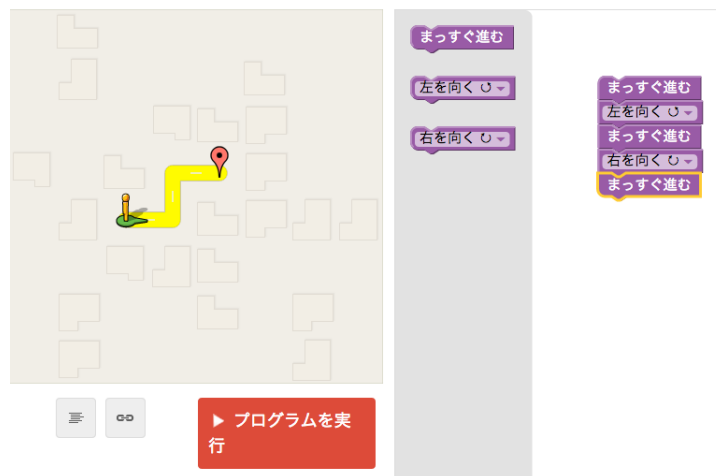 まっすぐ進む
左を向く ↺
右を向く ↻
まっすぐ進む
左を向く ↺
まっすぐ進む
右を向く ↻
まっすぐ進む
プログラムを実
行